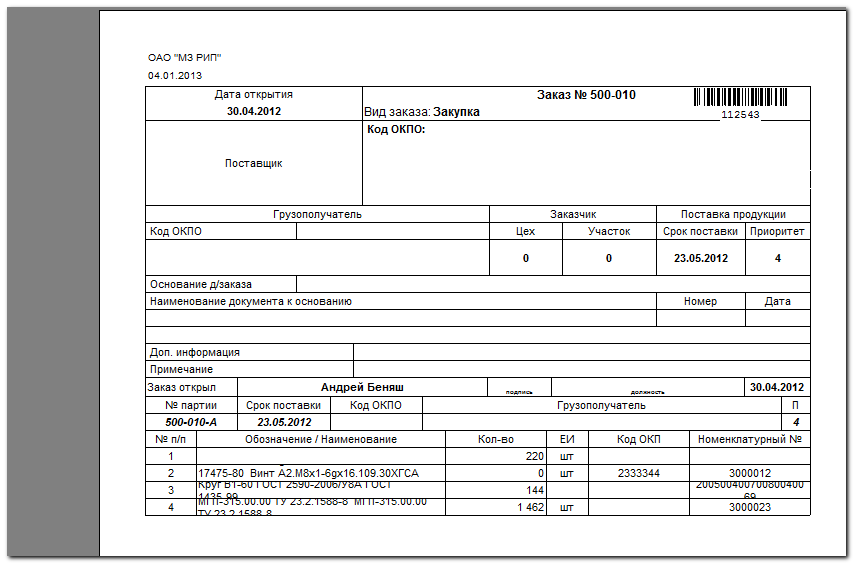 ОАО "МЗ РИП"
04.01.2013
Дата открытия
30.04.2012
Заказ № 500-010
Вид заказа: Закупка
112543
Поставщик
Код ОКПО:
Грузополучатель Заказчик Поставка продукции
Код ОКПО Цех Участок Срок поставки Приоритет
0 0 23.05.2012 4
Основание д/заказа
Наименование документа к основанию Номер Дата
Доп. информация
Примечание
Заказ открыл Андрей Беняш подпись должность 30.04.2012
№ партии Срок поставки Код ОКПО Грузополучатель П
500-010-А 23.05.2012 4
№ п/п Обозначение / Наименование Кол-во ЕИ Код ОКП Номенклатурный №
1 220 шт
2 17475-80 Винт А2.М8х1-6gх16.109.30ХГСА 0 шт 2333344 3000012
3 Круг В1-60 ГОСТ 2590-2006/У8А ГОСТ 144 200500400700800400
1435-99 69
4 МГП-315.00.00 ТУ 23.2.1588-8 МГП-315.00.00 1 462 шт 3000023
ТУ 23.2.1588-8